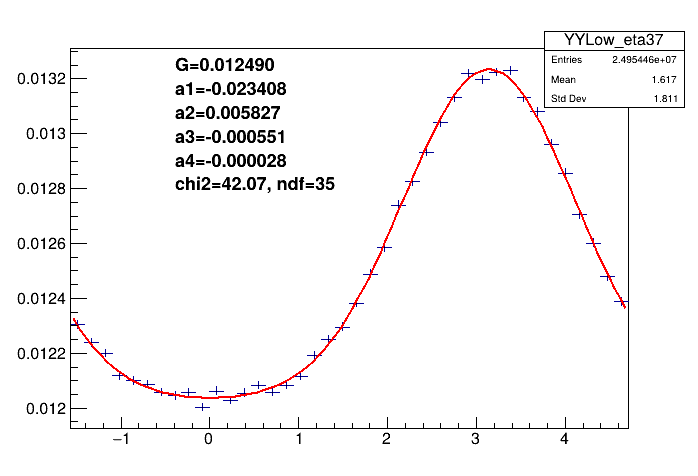 YYLow_eta37
Entries 2.495446e+07
Mean 1.617
Std Dev 1.811
G=0.012490
a1=-0.023408
a2=0.005827
a3=-0.000551
a4=-0.000028
chi2=42.07, ndf=35
0.0132
0.013
0.0128
0.0126
0.0124
0.0122
0.012
−1 0 1 2 3 4